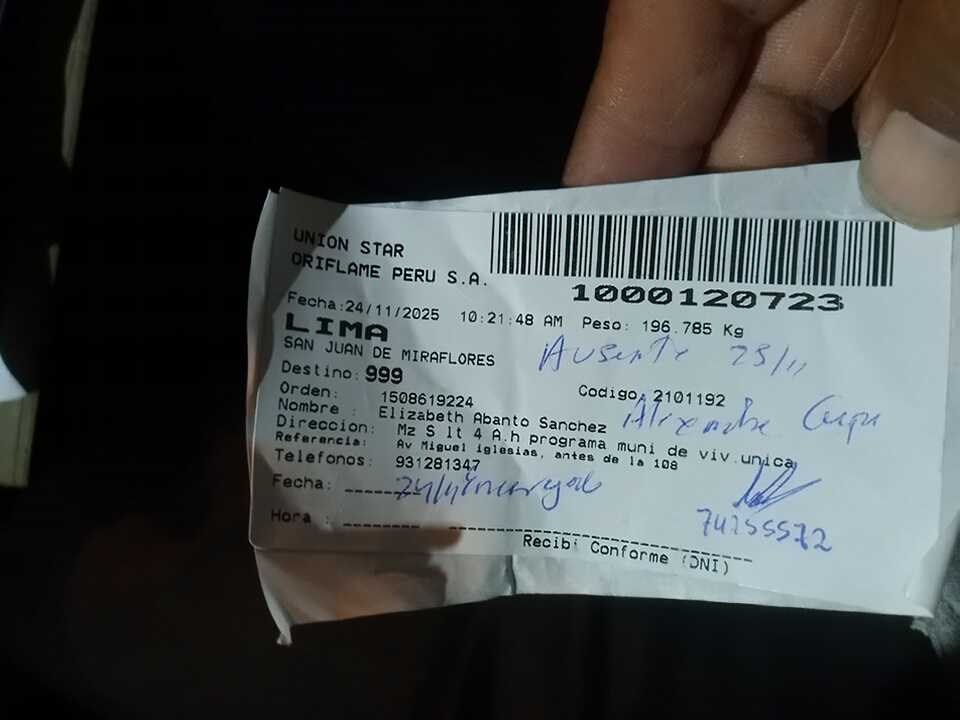 UNION STAR
ORIFLAME PERU S.A.
1000120723
Fecha:24/11/2025 10:21:48 AM Peso: 196.785 Kg
LIMA
SAN JUAN DE MIRAFLORES
Ausente 25/11
Destino: 999
Codigo: 2101192
Orden: 1508619224
Nombre : Elizabeth Abanto Sanchez
Direccion: Mz S lt 4 A.h programa muni de viv.unica
Referencia: Av Miguel iglesias, antes de la 108
Telefonos: 931281347
Fecha: 24/11
Hora :
Recibi Conforme (DNI)